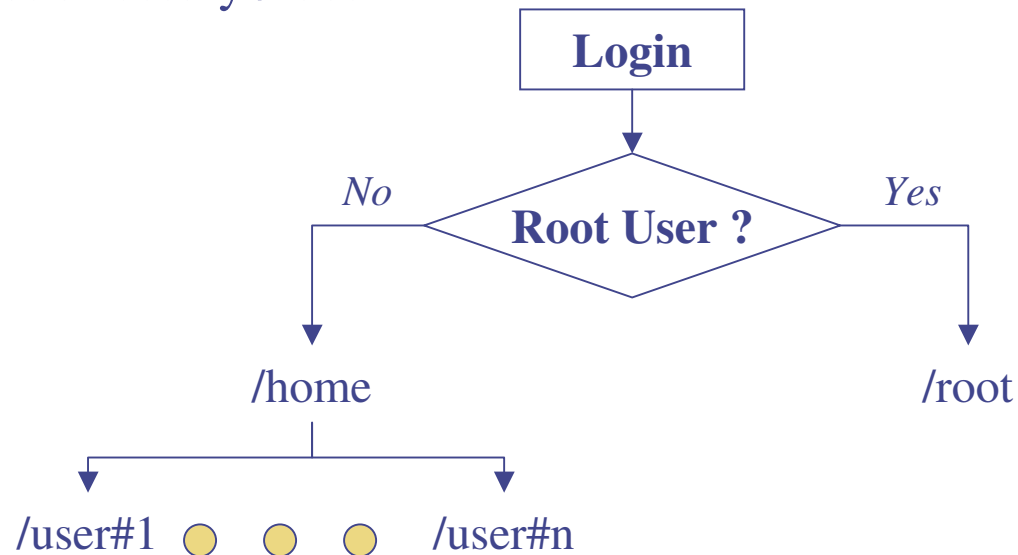 Login
No
Yes
Root User ?
/home
/root
/user#1
/user#n